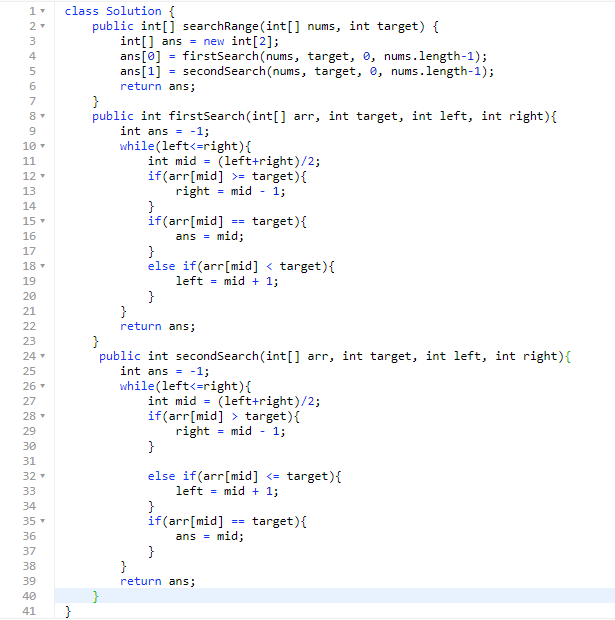 1 class Solution {
2     public int[] searchRange(int[] nums, int target) {
3         int[] ans = new int[2];
4         ans[0] = firstSearch(nums, target, 0, nums.length-1);
5         ans[1] = secondSearch(nums, target, 0, nums.length-1);
6         return ans;
7     }
8     public int firstSearch(int[] arr, int target, int left, int right){
9         int ans = -1;
10         while(left<=right){
11             int mid = (left+right)/2;
12             if(arr[mid] >= target){
13                 right = mid - 1;
14             }
15             if(arr[mid] == target){
16                 ans = mid;
17             }
18             else if(arr[mid] < target){
19                 left = mid + 1;
20             }
21         }
22         return ans;
23     }
24      public int secondSearch(int[] arr, int target, int left, int right){
25         int ans = -1;
26         while(left<=right){
27             int mid = (left+right)/2;
28             if(arr[mid] > target){
29                 right = mid - 1;
30             }
31
32             else if(arr[mid] <= target){
33                 left = mid + 1;
34             }
35             if(arr[mid] == target){
36                 ans = mid;
37             }
38         }
39         return ans;
40     }
41 }